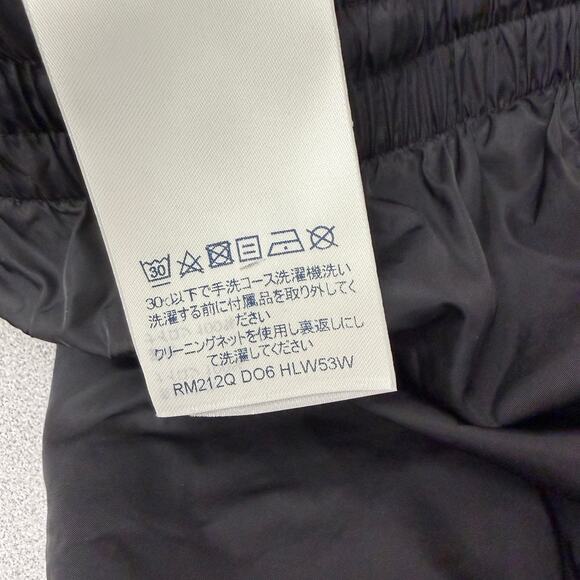 30
30℃以下で手洗コース洗濯機洗い
洗濯する前に付属品を取り外してく
ださい
クリーニングネットを使用し裏返しにし
て洗濯してください
RM212Q DO6 HLW53W